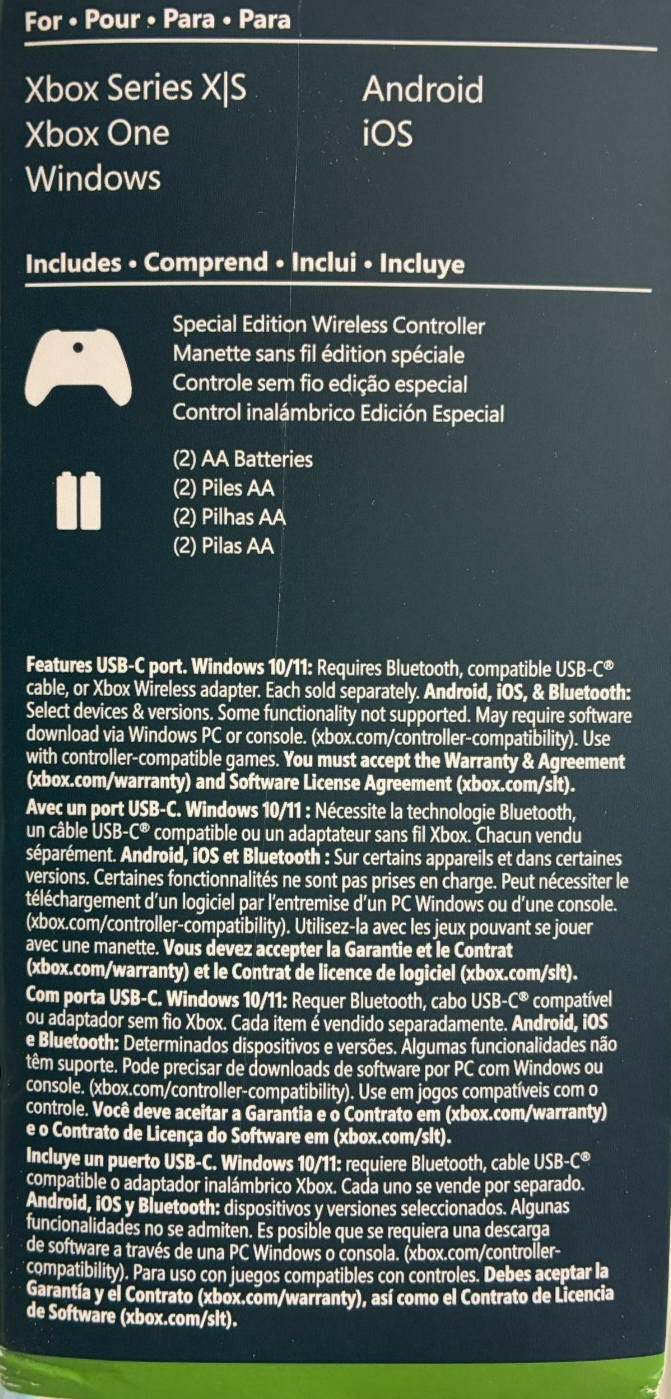 For • Pour • Para • Para
Xbox Series X|S
Xbox One
Windows
Android
iOS
Includes • Comprend • Inclui • Incluye
Special Edition Wireless Controller
Manette sans fil édition spéciale
Controle sem fio edição especial
Control inalámbrico Edición Especial
(2) AA Batteries
(2) Piles AA
(2) Pilhas AA
(2) Pilas AA
Features USB-C port. Windows 10/11: Requires Bluetooth, compatible USB-C®
cable, or Xbox Wireless adapter. Each sold separately. Android, iOS, & Bluetooth:
Select devices & versions. Some functionality not supported. May require software
download via Windows PC or console. (xbox.com/controller-compatibility). Use
with controller-compatible games. You must accept the Warranty & Agreement
(xbox.com/warranty) and Software License Agreement (xbox.com/slt).
Avec un port USB-C. Windows 10/11 : Nécessite la technologie Bluetooth,
un câble USB-C® compatible ou un adaptateur sans fil Xbox. Chacun vendu
séparément. Android, iOS et Bluetooth : Sur certains appareils et dans certaines
versions. Certaines fonctionnalités ne sont pas prises en charge. Peut nécessiter le
téléchargement d'un logiciel par l'entremise d'un PC Windows ou d'une console.
(xbox.com/controller-compatibility). Utilisez-la avec les jeux pouvant se jouer
avec une manette. Vous devez accepter la Garantie et le Contrat
(xbox.com/warranty) et le Contrat de licence de logiciel (xbox.com/slt).
Com porta USB-C. Windows 10/11: Requer Bluetooth, cabo USB-C® compatível
ou adaptador sem fio Xbox. Cada item é vendido separadamente. Android, iOS
e Bluetooth: Determinados dispositivos e versões. Algumas funcionalidades não
têm suporte. Pode precisar de downloads de software por PC com Windows ou
console. (xbox.com/controller-compatibility). Use em jogos compatíveis com o
controle. Você deve aceitar a Garantia e o Contrato em (xbox.com/warranty)
e o Contrato de Licença do Software em (xbox.com/slt).
Incluye un puerto USB-C. Windows 10/11: requiere Bluetooth, cable USB-C®
compatible o adaptador inalámbrico Xbox. Cada uno se vende por separado.
Android, iOS y Bluetooth: dispositivos y versiones seleccionados. Algunas
funcionalidades no se admiten. Es posible que se requiera una descarga
de software a través de una PC Windows o consola. (xbox.com/controller-
compatibility). Para uso con juegos compatibles con controles. Debes aceptar la
Garantía y el Contrato (xbox.com/warranty), así como el Contrato de Licencia
de Software (xbox.com/slt).